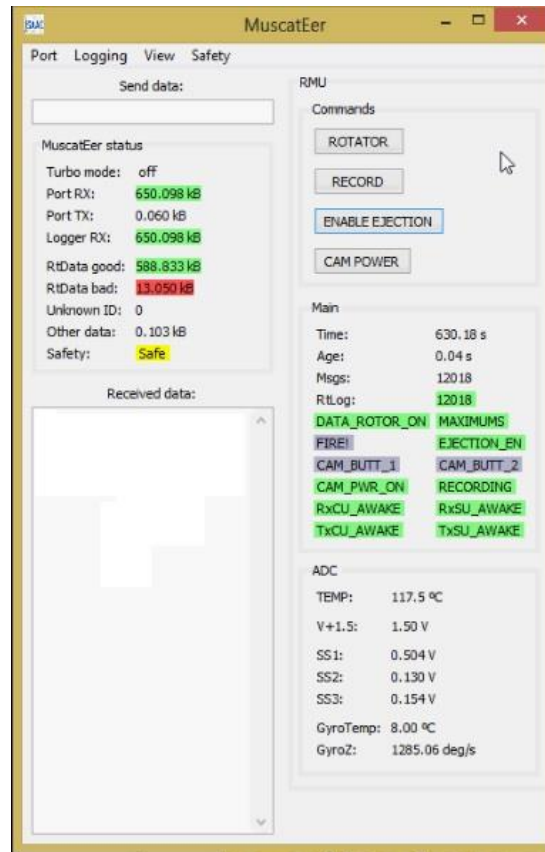 ISAAC
MuscatEer
Port Logging View Safety
Send data:
MuscatEer status
Turbo mode: off
Port RX: 650.098 kB
Port TX: 0.060 kB
Logger RX: 650.098 kB
RtData good: 588.833 kB
RtData bad: 13.050 kB
Unknown ID: 0
Other data: 0.103 kB
Safety: Safe
Received data:
RMU
Commands
ROTATOR
RECORD
ENABLE EJECTION
CAM POWER
Main
Time: 630.18 s
Age: 0.04 s
Msgs: 12018
RtLog: 12018
DATA_ROTOR_ON MAXIMUMS
FIRE! EJECTION_EN
CAM_BUTT_1 CAM_BUTT_2
CAM_PWR_ON RECORDING
RxCU_AWAKE RxSU_AWAKE
TxCU_AWAKE TxSU_AWAKE
ADC
TEMP: 117.5 ºC
V+1.5: 1.50 V
SS1: 0.504 V
SS2: 0.130 V
SS3: 0.154 V
GyroTemp: 8.00 ºC
GyroZ: 1285.06 deg/s